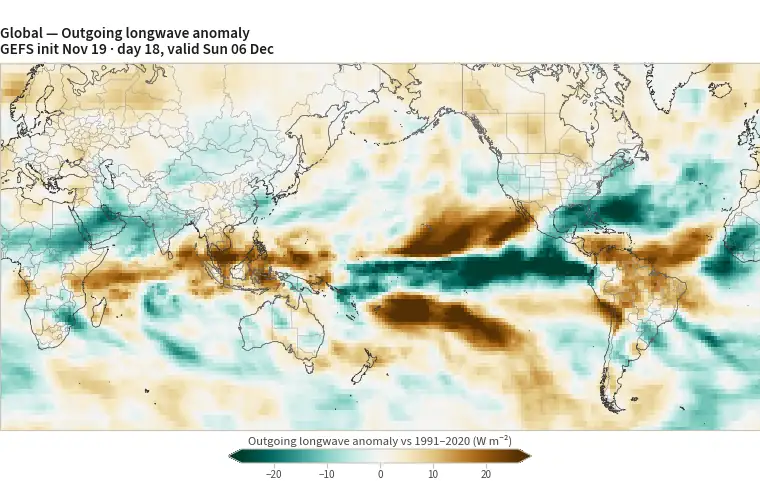 Global — Outgoing longwave anomaly
GEFS init Nov 19 · day 18, valid Sun 06 Dec
Outgoing longwave anomaly vs 1991–2020 (W m⁻²)
−20 −10 0 10 20